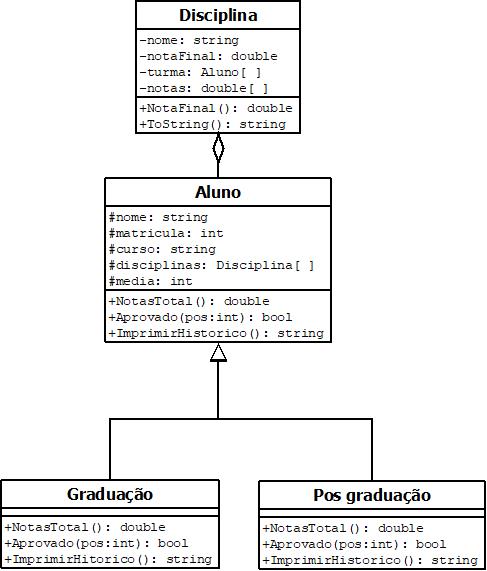 Disciplina
-nome: string
-notaFinal: double
-turma: Aluno[ ]
-notas: double[ ]
+NotaFinal(): double
+ToString(): string
Aluno
#nome: string
#matricula: int
#curso: string
#disciplinas: Disciplina[ ]
#media: int
+NotasTotal(): double
+Aprovado(pos:int): bool
+ImprimirHistorico(): string
Graduação
+NotasTotal(): double
+Aprovado(pos:int): bool
+ImprimirHitorico(): string
Pos graduação
+NotasTotal(): double
+Aprovado(pos:int): bool
+ImprimirHistorico(): string